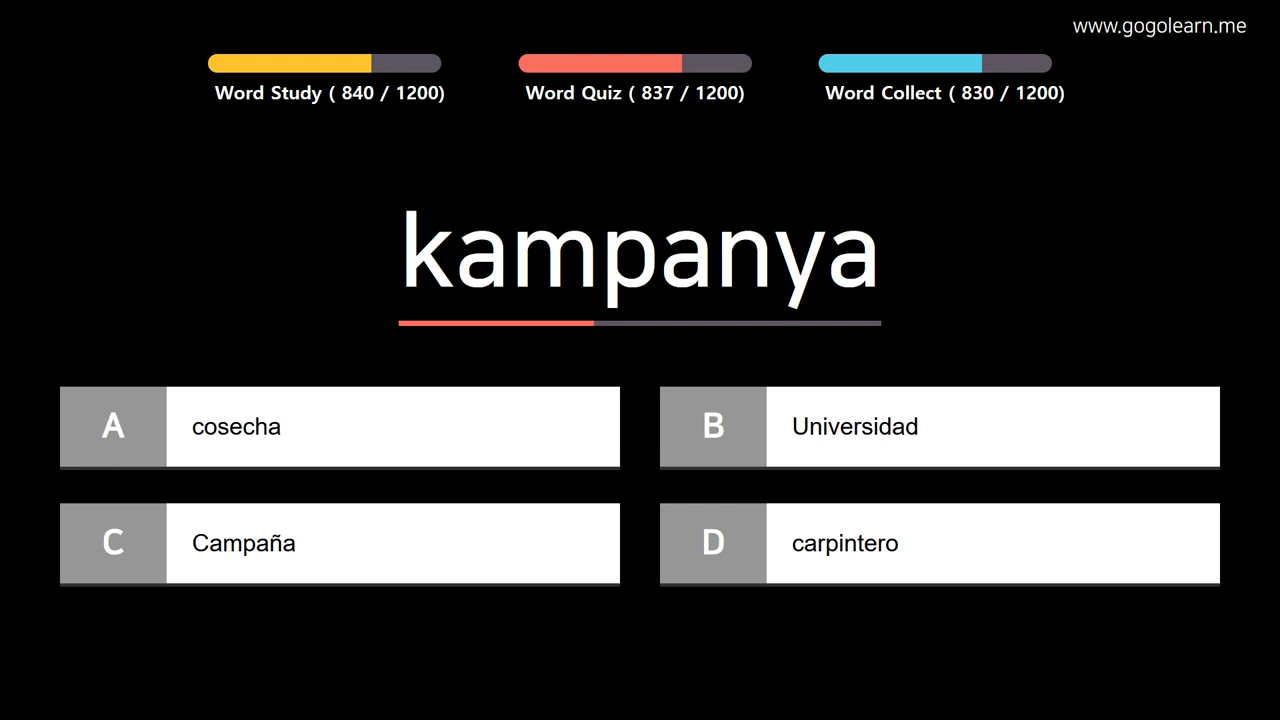 www.gogolearn.me
Word Study ( 840 / 1200)
Word Quiz ( 837 / 1200)
Word Collect ( 830 / 1200)
kampanya
A
cosecha
B
Universidad
C
Campaña
D
carpintero